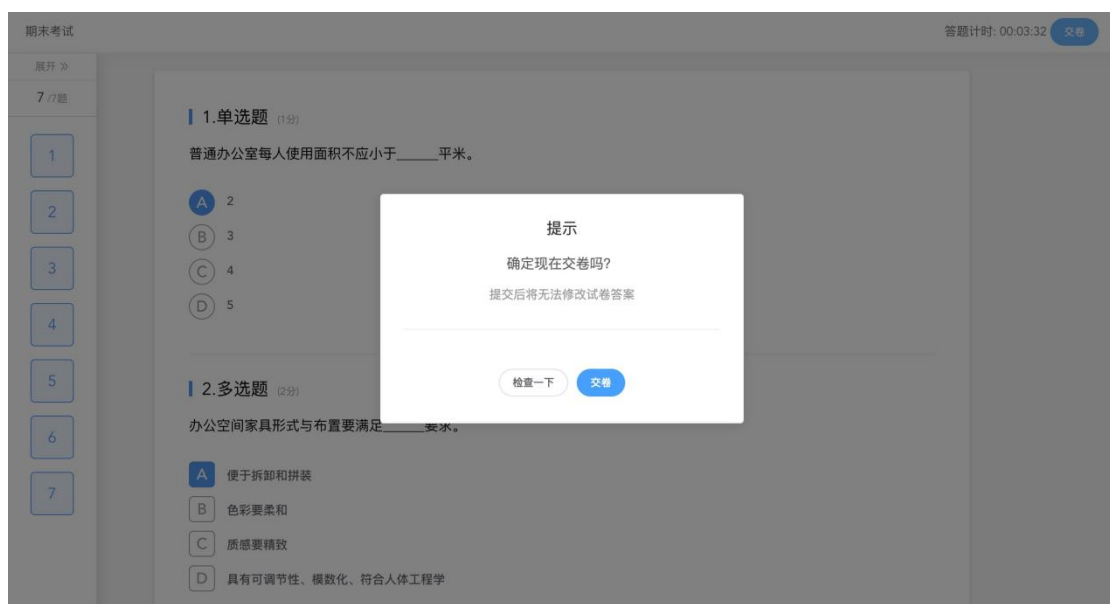 期末考试
答题计时: 00:03:32 交卷
展开 »
7 /7题
1
2
3
4
5
6
7
1.单选题 (1分)
普通办公室每人使用面积不应小于______平米。
A 2
B 3
C 4
D 5
提示
确定现在交卷吗?
提交后将无法修改试卷答案
检查一下 交卷
2.多选题 (2分)
办公空间家具形式与布置要满足______要求。
A 便于拆卸和拼装
B 色彩要柔和
C 质感要精致
D 具有可调节性、模数化、符合人体工程学